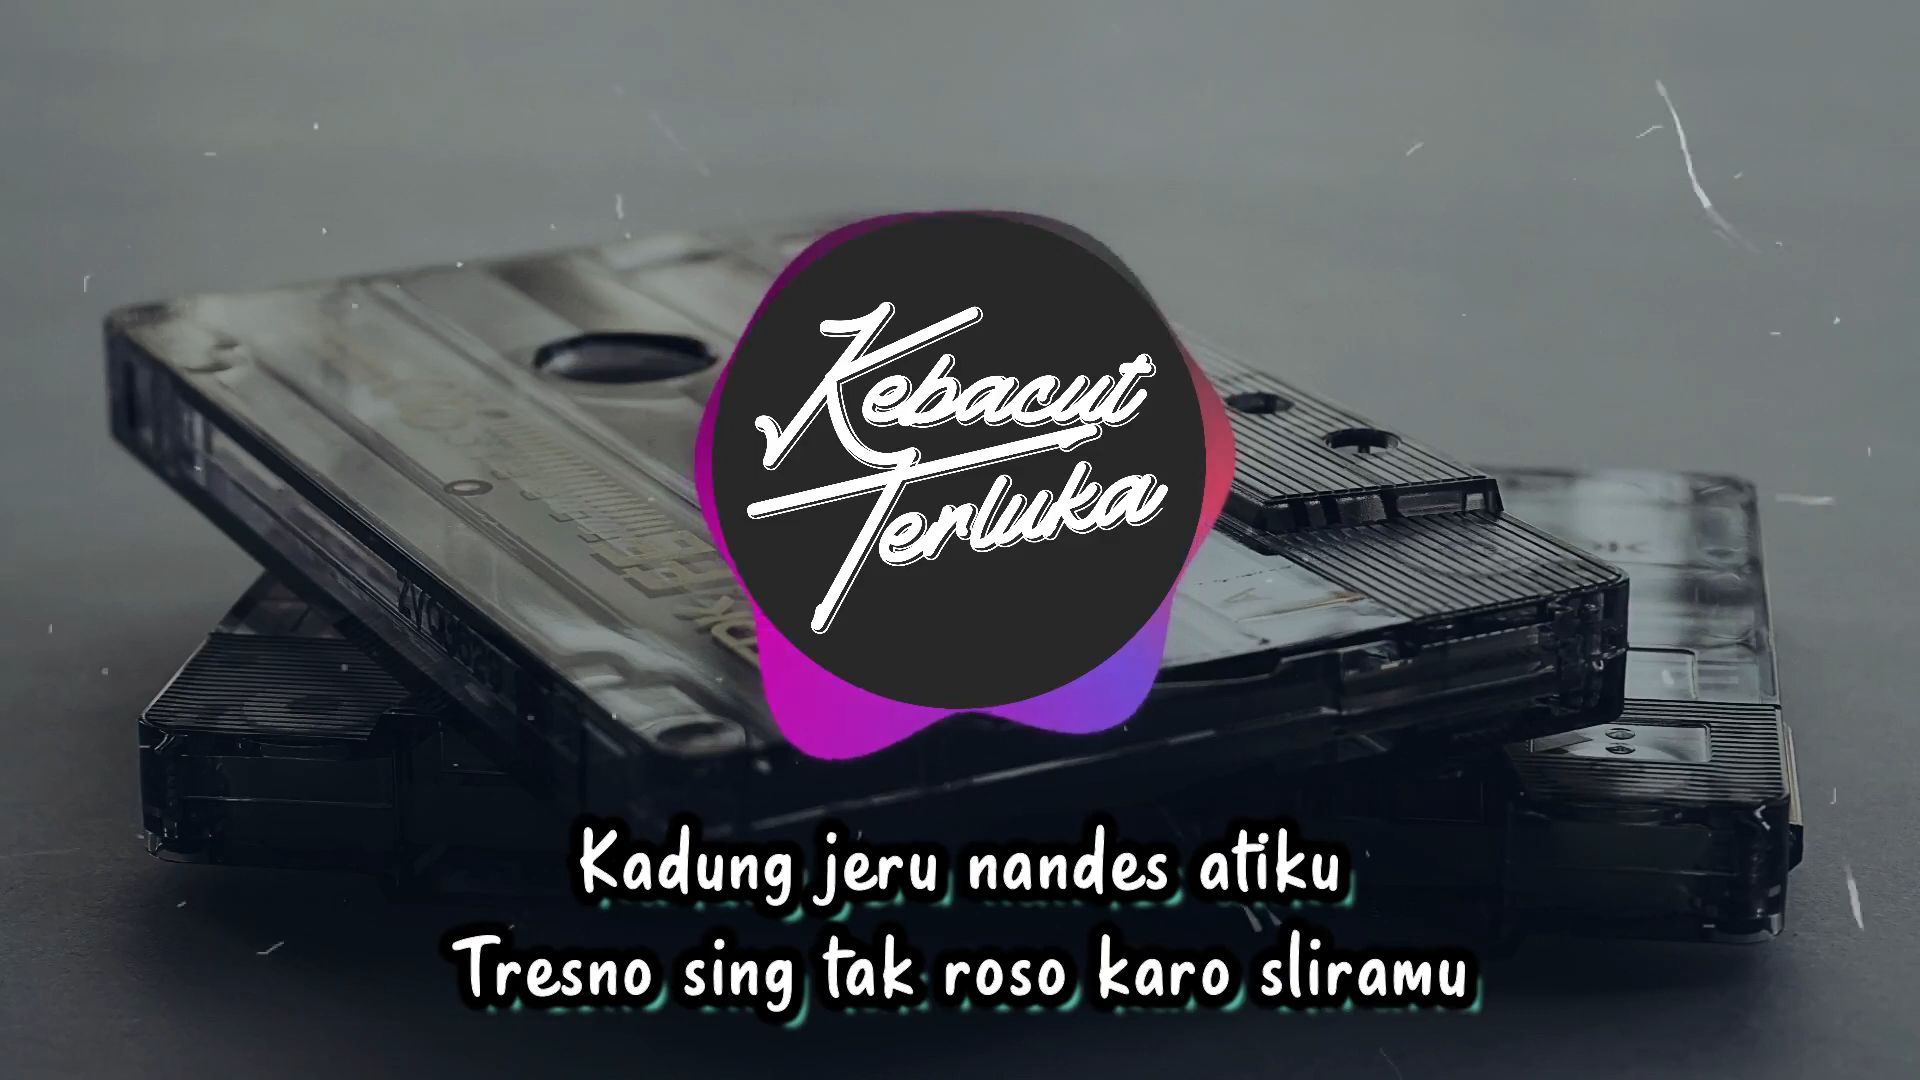 Kebacut
Terluka
Kadung jeru nandes atiku
Tresno sing tak roso karo sliramu